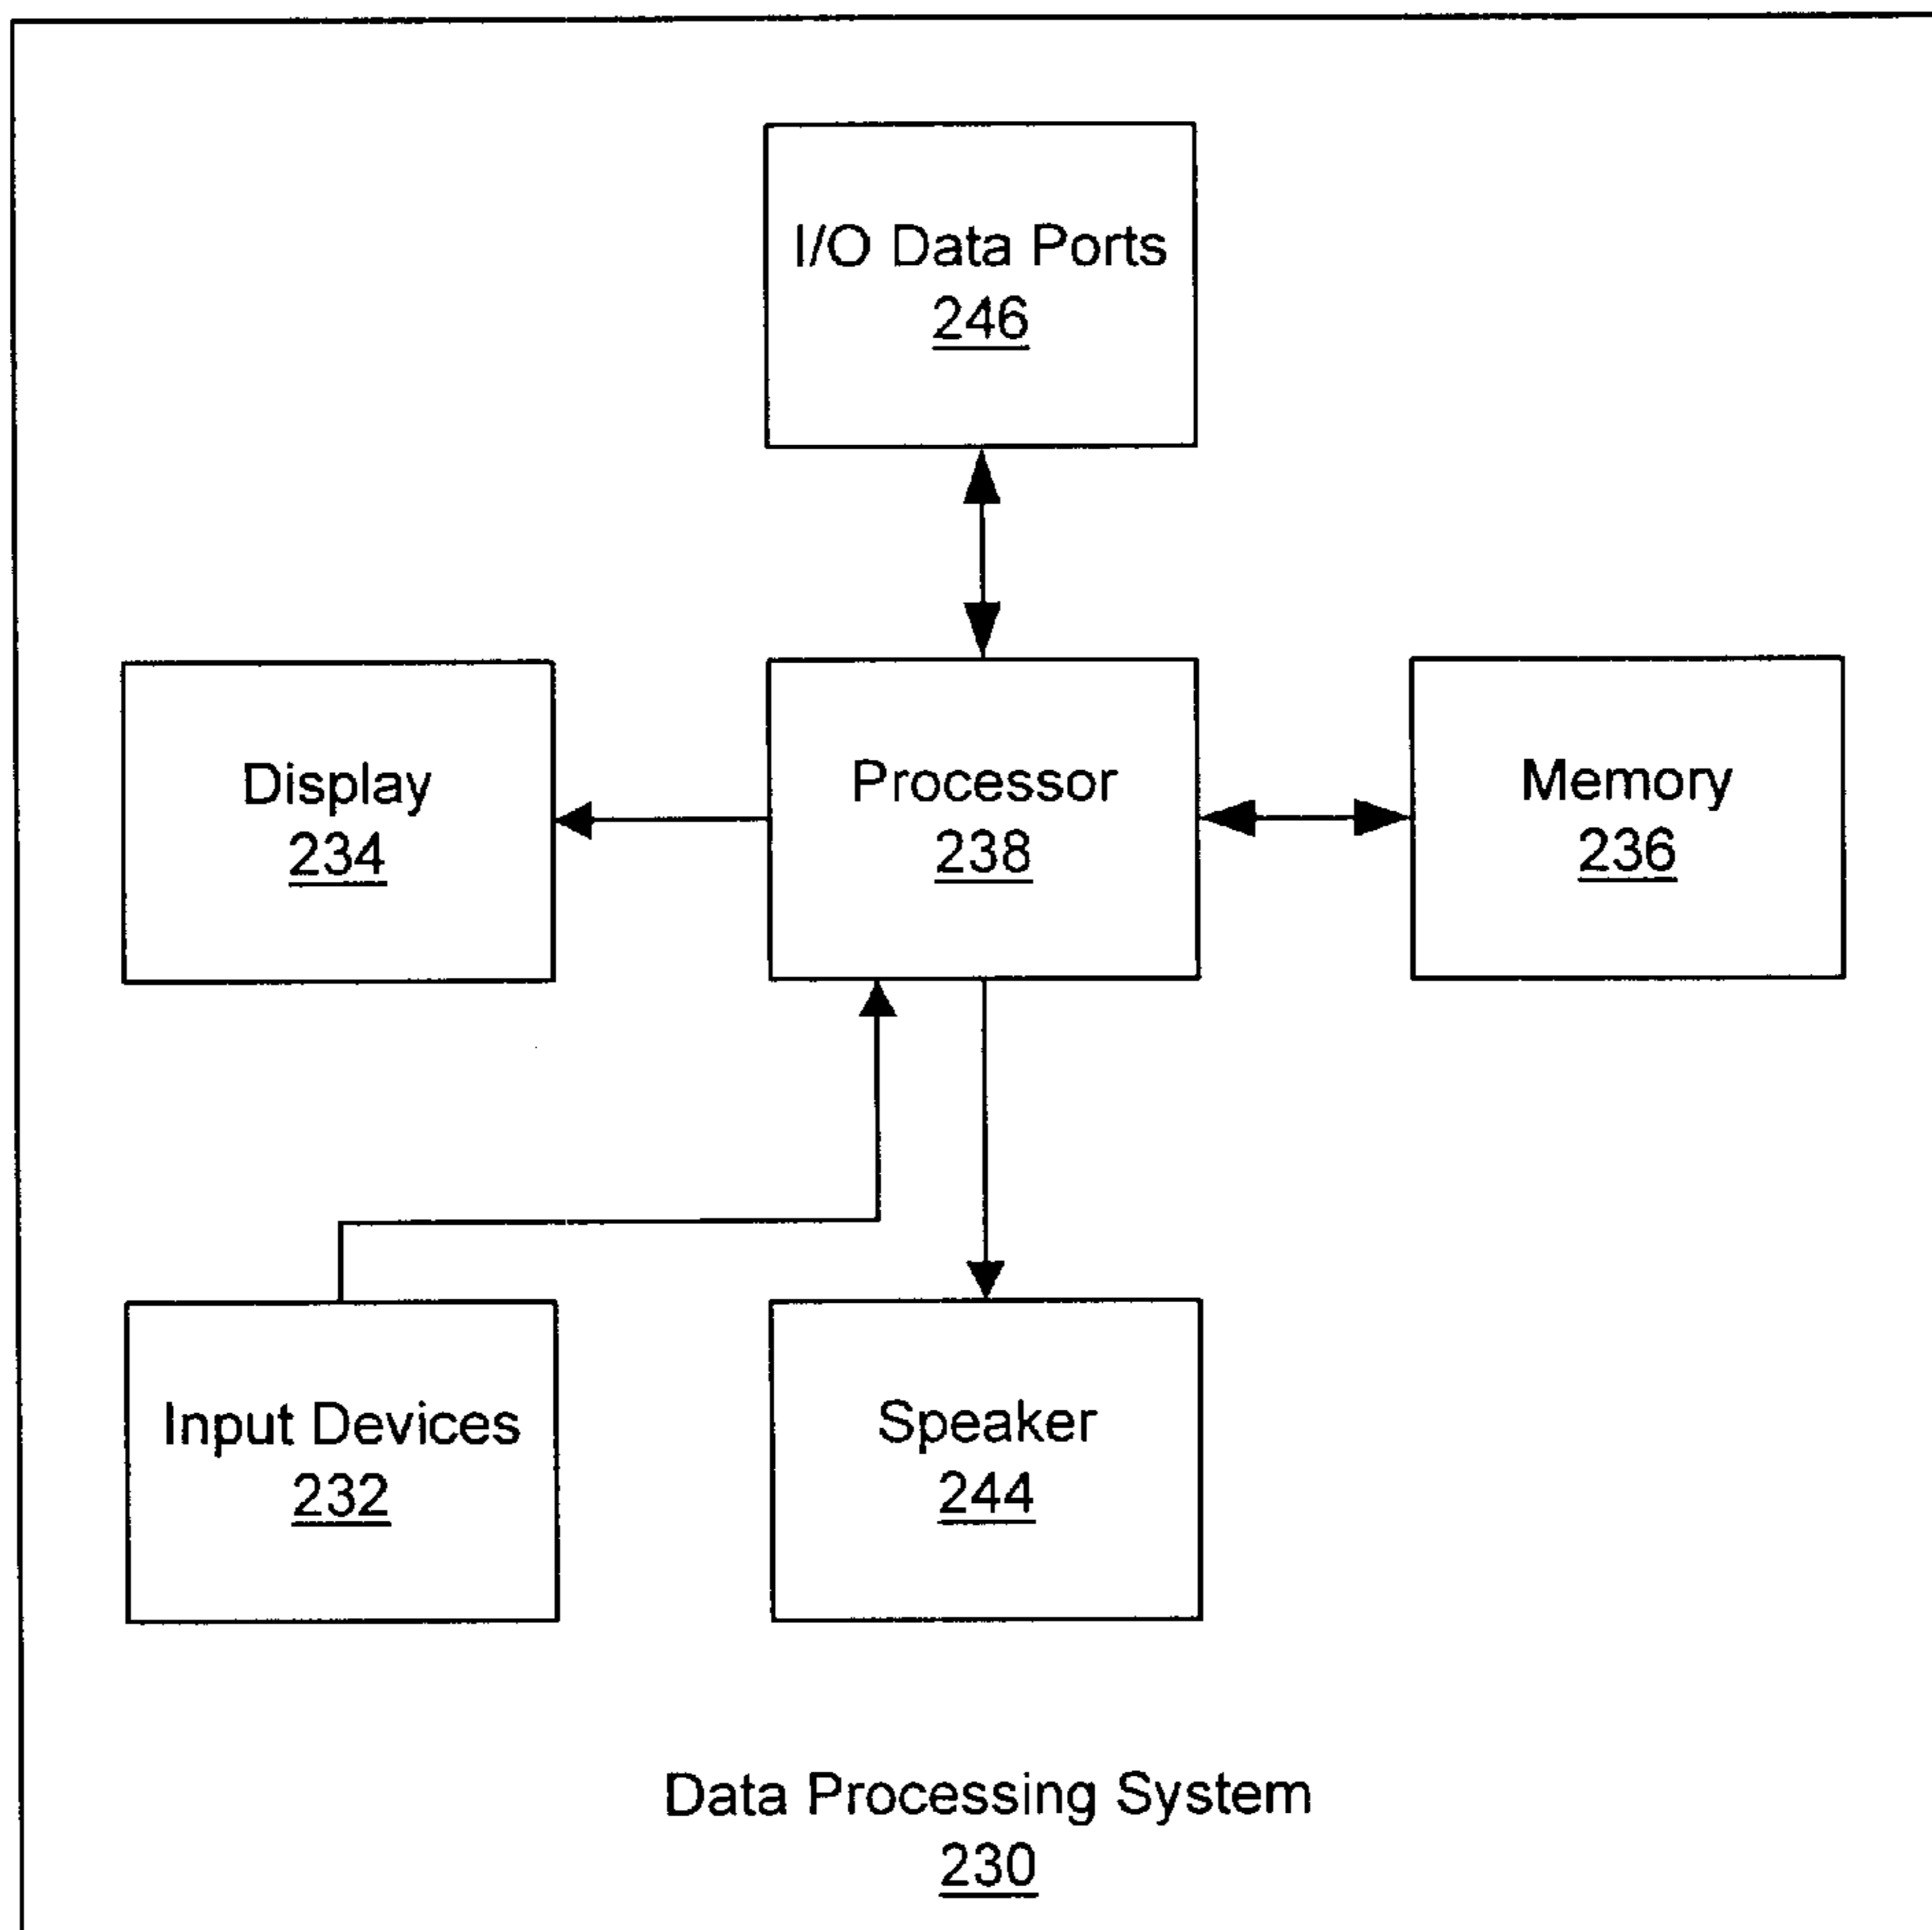 I/O Data Ports
246
Display
234
Processor
238
Memory
236
Input Devices
232
Speaker
244
Data Processing System
230